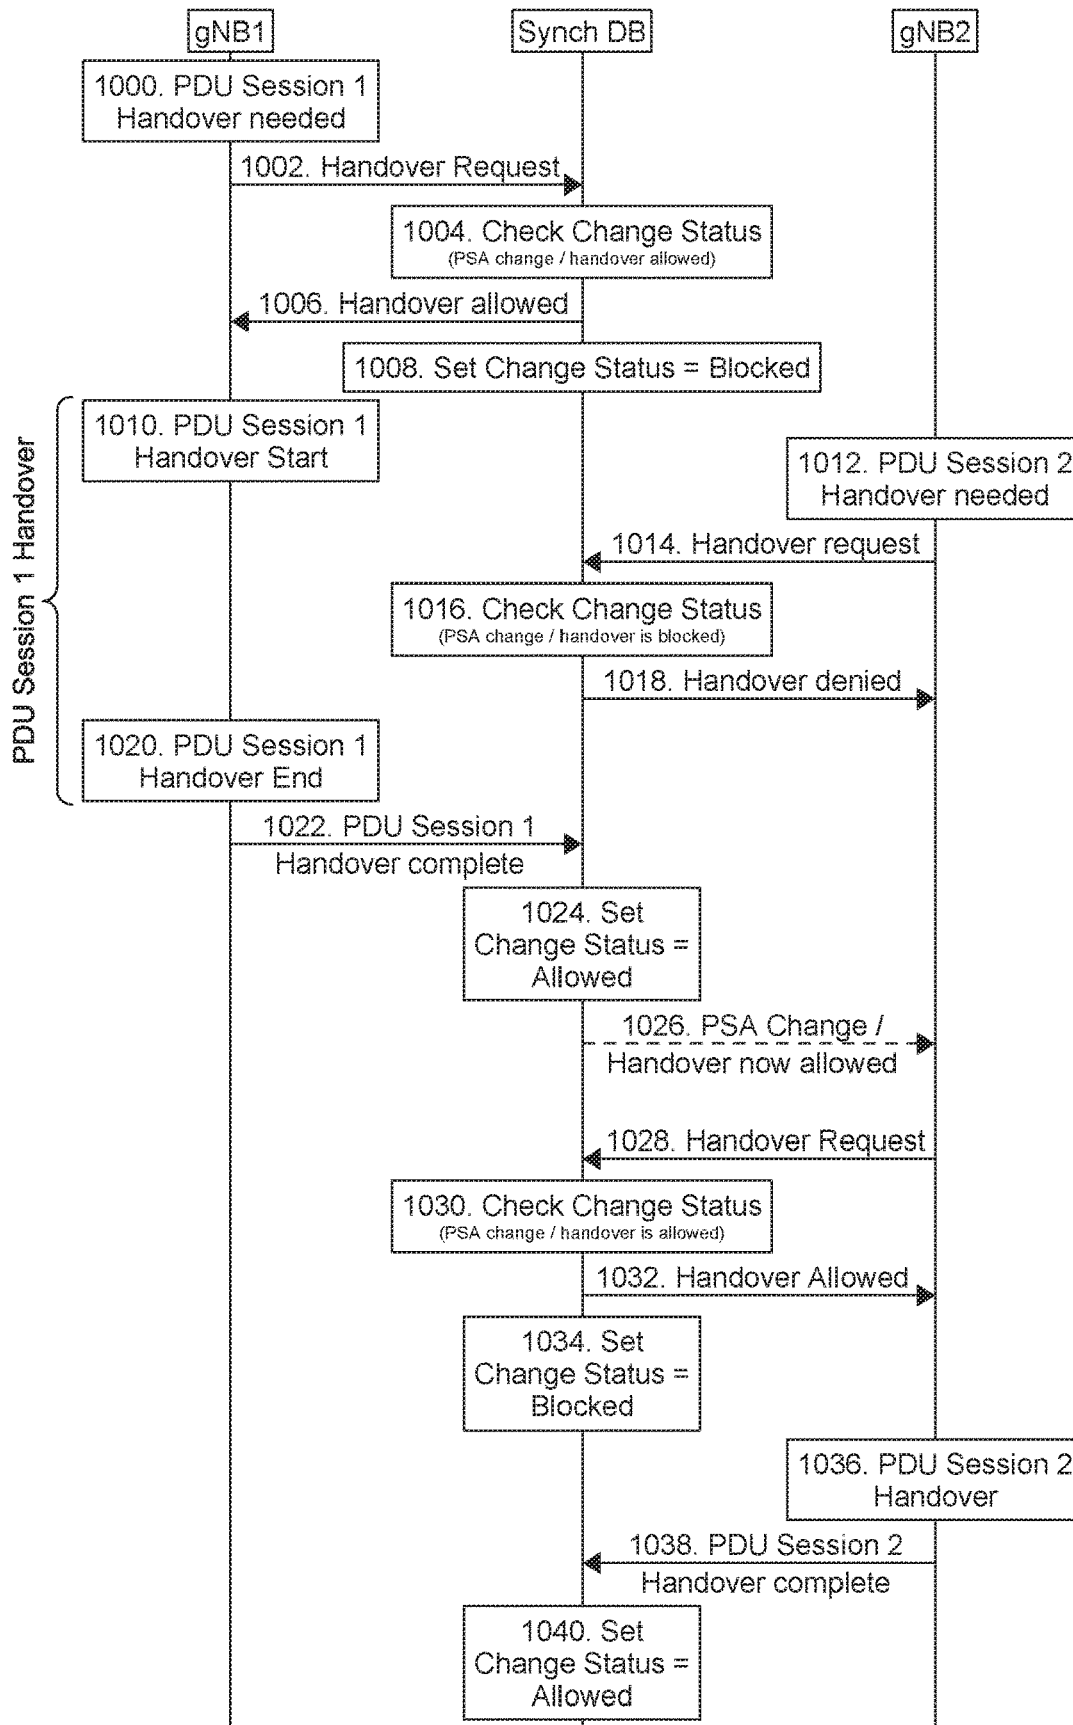 gNB1
Synch DB
gNB2
1000. PDU Session 1
Handover needed
1002. Handover Request
1004. Check Change Status
(PSA change / handover allowed)
1006. Handover allowed
1008. Set Change Status = Blocked
PDU Session 1 Handover
1010. PDU Session 1
Handover Start
1012. PDU Session 2
Handover needed
1014. Handover request
1016. Check Change Status
(PSA change / handover is blocked)
1018. Handover denied
1020. PDU Session 1
Handover End
1022. PDU Session 1
Handover complete
1024. Set
Change Status =
Allowed
1026. PSA Change /
Handover now allowed
1028. Handover Request
1030. Check Change Status
(PSA change / handover is allowed)
1032. Handover Allowed
1034. Set
Change Status =
Blocked
1036. PDU Session 2
Handover
1038. PDU Session 2
Handover complete
1040. Set
Change Status =
Allowed